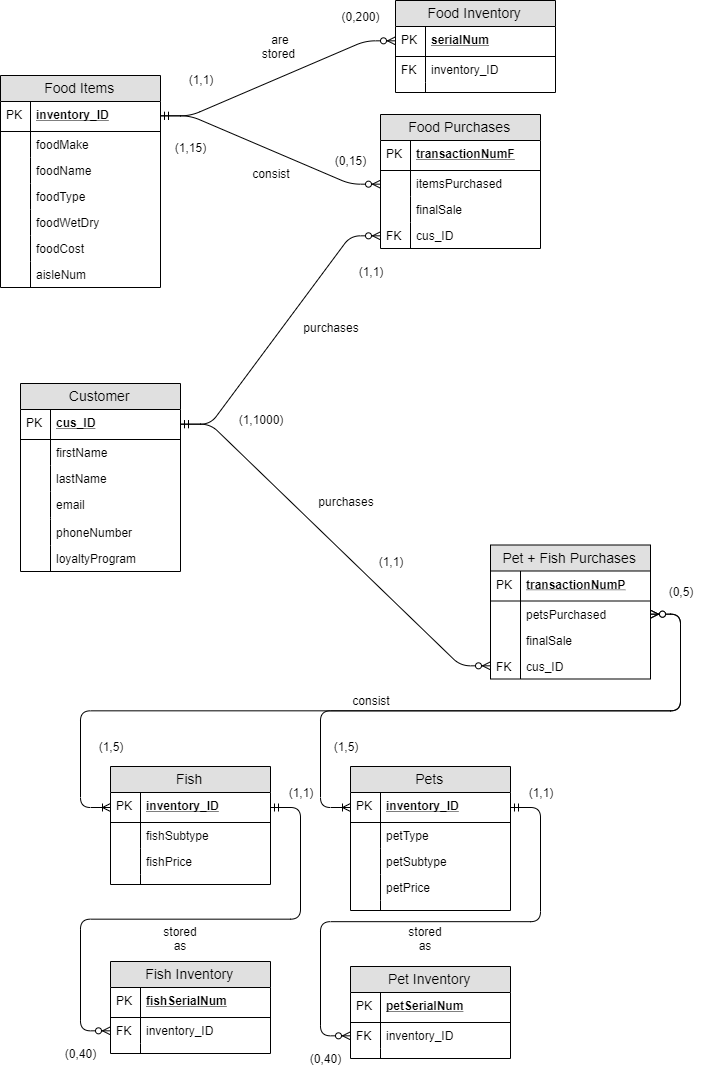 Food Inventory
PK serialNum
FK inventory_ID
(0,200)
are
stored
(1,1)
Food Items
PK inventory_ID
foodMake
foodName
foodType
foodWetDry
foodCost
aisleNum
(1,15)
consist
(0,15)
Food Purchases
PK transactionNumF
itemsPurchased
finalSale
FK cus_ID
(1,1)
purchases
Customer
PK cus_ID
firstName
lastName
email
phoneNumber
loyaltyProgram
(1,1000)
purchases
(1,1)
Pet + Fish Purchases
PK transactionNumP
petsPurchased
finalSale
FK cus_ID
(0,5)
consist
(1,5)
(1,5)
Fish
PK inventory_ID
fishSubtype
fishPrice
(1,1)
Pets
PK inventory_ID
petType
petSubtype
petPrice
(1,1)
stored
as
stored
as
Fish Inventory
PK fishSerialNum
FK inventory_ID
(0,40)
Pet Inventory
PK petSerialNum
FK inventory_ID
(0,40)